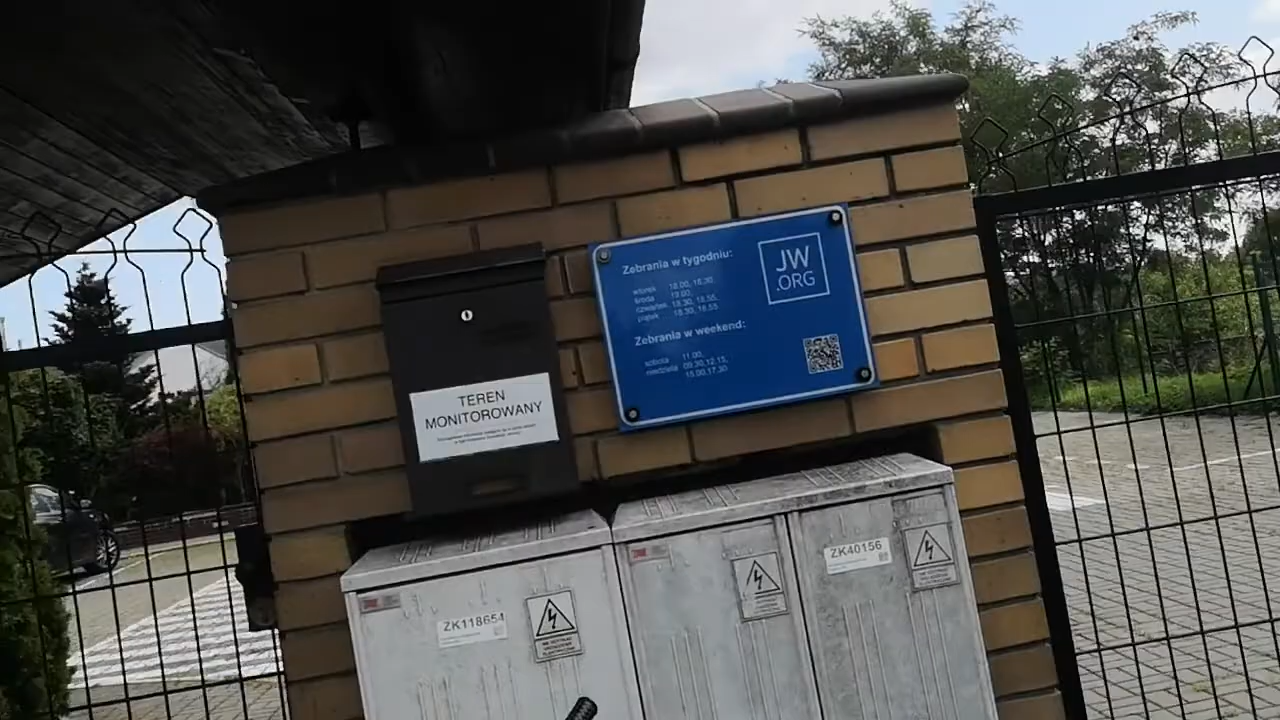 Zebrania w tygodniu:
JW
.ORG
wtorek 18.00, 18.30,
środa 19.00,
czwartek 18.30, 18.55,
piątek 18.30, 18.55
Zebrania w weekend:
sobota 11.00,
niedziela 09.30, 12.15,
15.00, 17.30
TEREN
MONITOROWANY
ZK118654
ZK40156